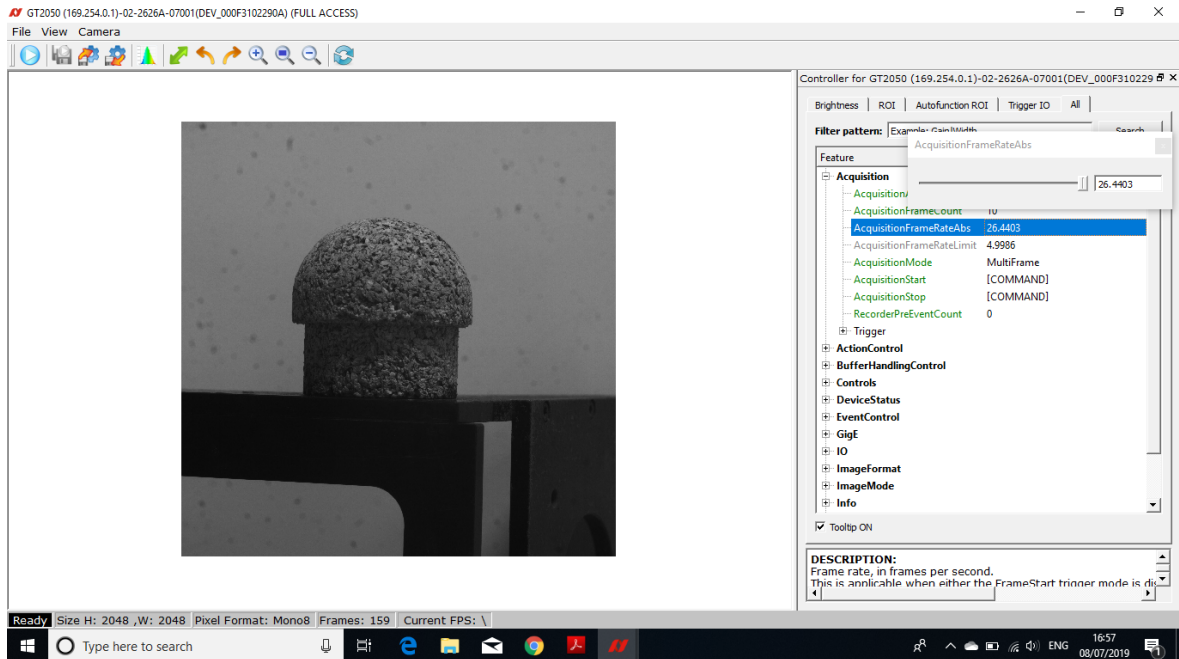 GT2050 (169.254.0.1)-02-2626A-07001(DEV_000F3102290A) (FULL ACCESS)
File View Camera
Controller for GT2050 (169.254.0.1)-02-2626A-07001(DEV_000F310229
Brightness ROI Autofunction ROI Trigger IO All
Filter pattern: Example: Gain|Width Search
AcquisitionFrameRateAbs
26.4403
Feature
Acquisition
AcquisitionFrameCount 10
AcquisitionFrameRateAbs 26.4403
AcquisitionFrameRateLimit 4.9986
AcquisitionMode MultiFrame
AcquisitionStart [COMMAND]
AcquisitionStop [COMMAND]
RecorderPreEventCount 0
Trigger
ActionControl
BufferHandlingControl
Controls
DeviceStatus
EventControl
GigE
IO
ImageFormat
ImageMode
Info
Tooltip ON
DESCRIPTION:
Frame rate, in frames per second.
This is applicable when either the FrameStart trigger mode is
Ready Size H: 2048 ,W: 2048 Pixel Format: Mono8 Frames: 159 Current FPS: \
Type here to search
ENG
16:57
08/07/2019